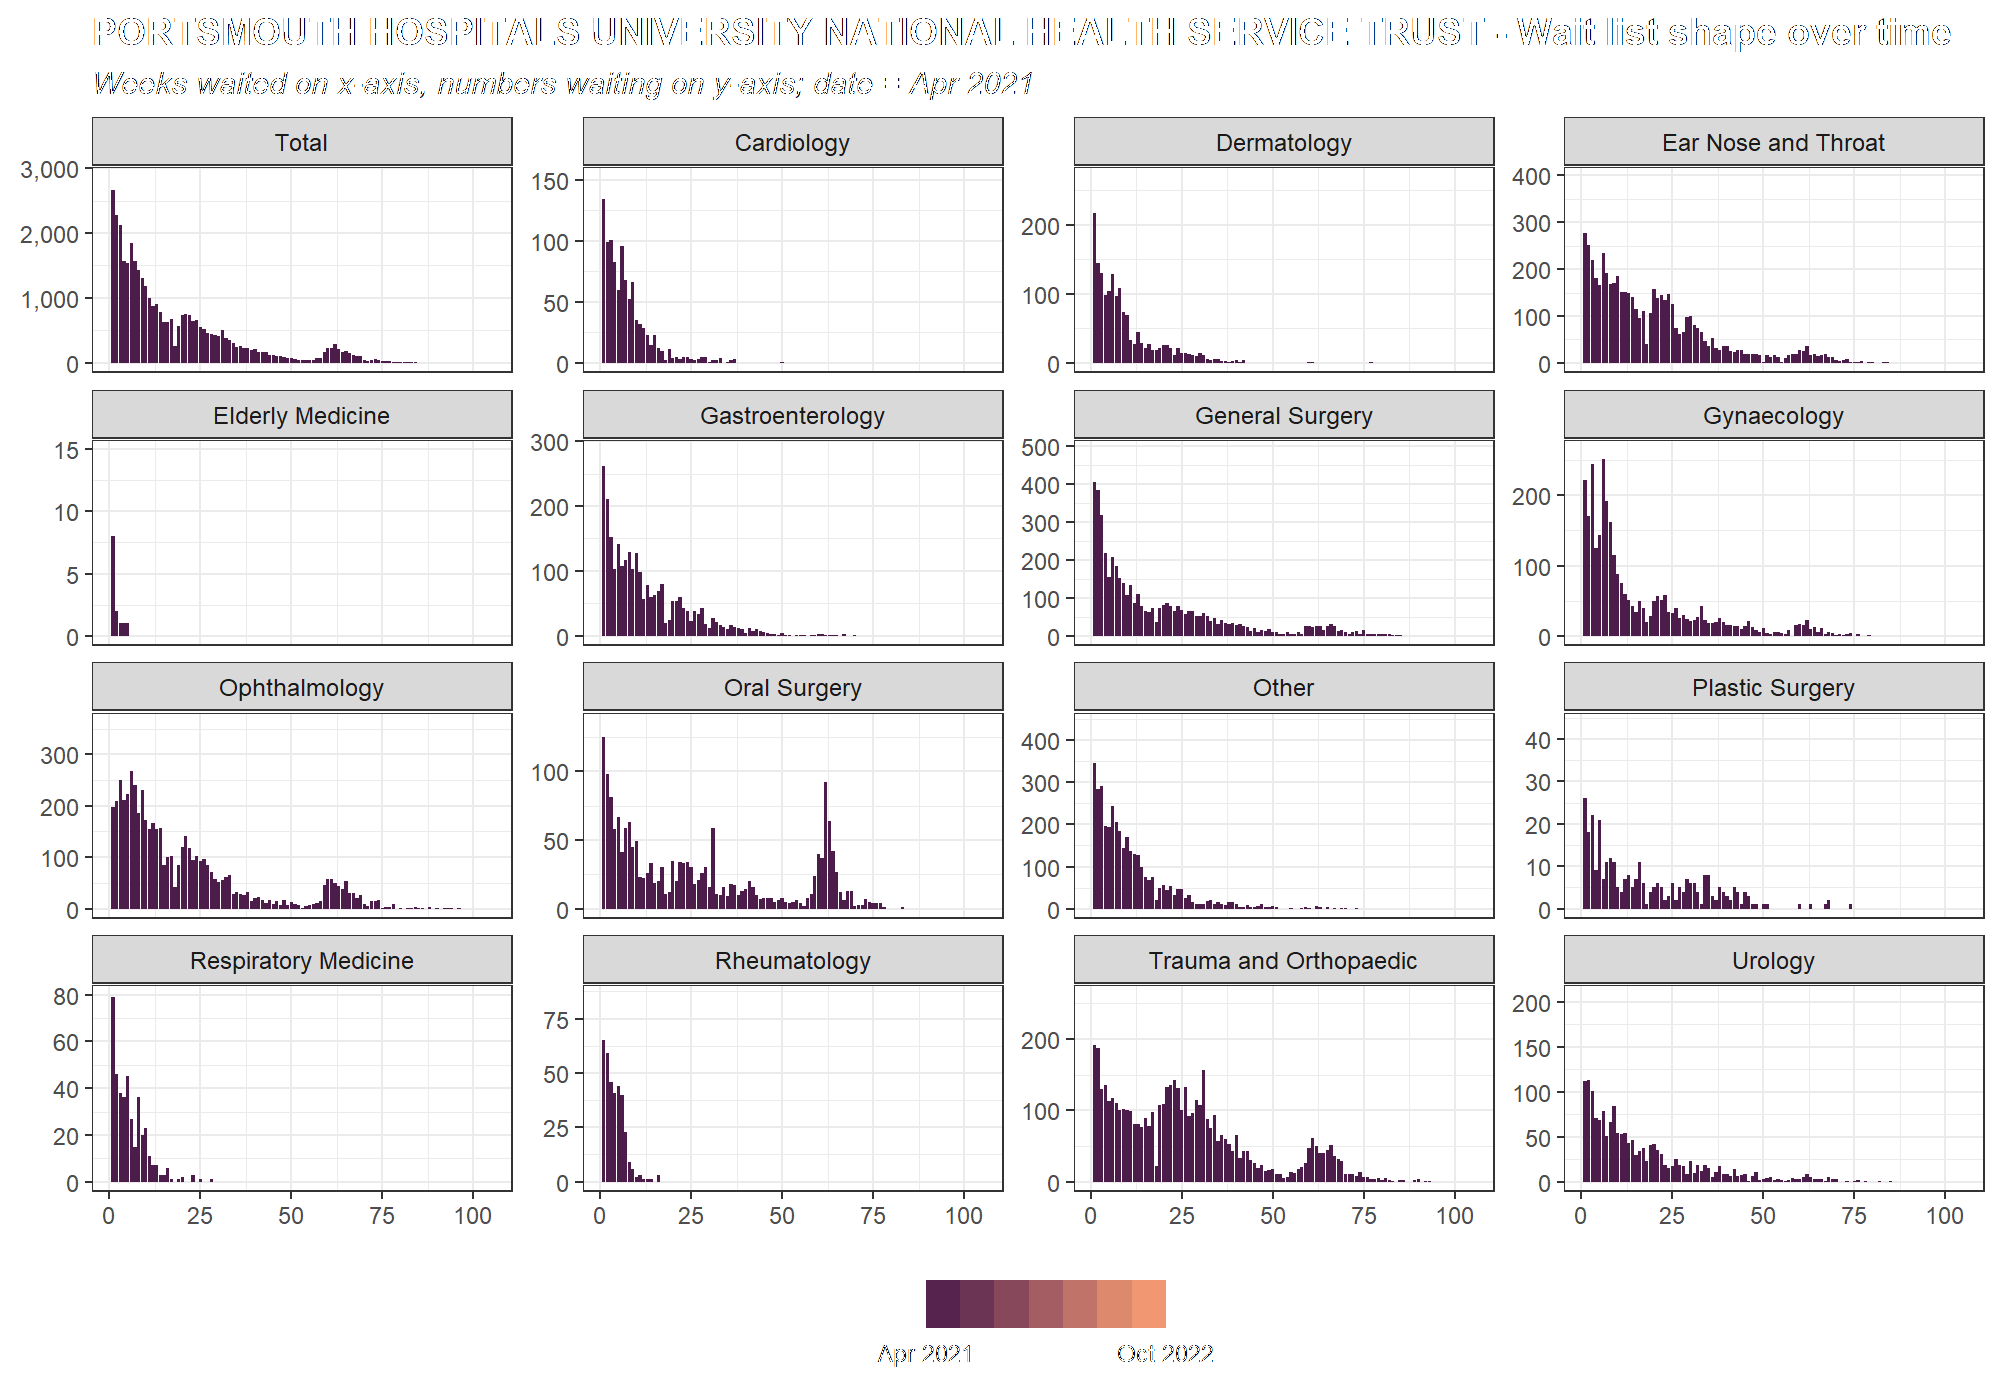 PORTSMOUTH HOSPITALS UNIVERSITY NATIONAL HEALTH SERVICE TRUST - Wait list shape over time
Weeks waited on x-axis, numbers waiting on y-axis; date = Apr 2021
Total
Cardiology
Dermatology
Ear Nose and Throat
3,000
2,000
1,000
0
150
100
50
0
200
100
0
400
300
200
100
0
Elderly Medicine
Gastroenterology
General Surgery
Gynaecology
15
10
5
0
300
200
100
0
500
400
300
200
100
0
200
100
0
Ophthalmology
Oral Surgery
Other
Plastic Surgery
300
200
100
0
100
50
0
400
300
200
100
0
40
30
20
10
0
Respiratory Medicine
Rheumatology
Trauma and Orthopaedic
Urology
80
60
40
20
0
75
50
25
0
200
100
0
200
150
100
50
0
0 25 50 75 100
0 25 50 75 100
0 25 50 75 100
0 25 50 75 100
Apr 2021
Oct 2022